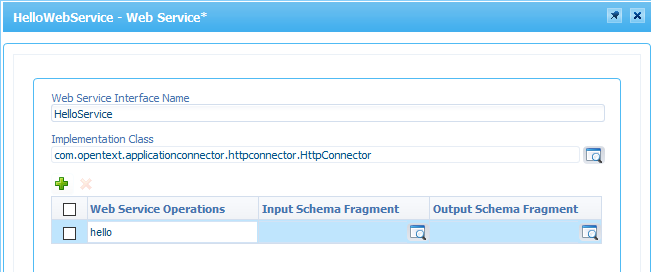 HelloWebService - Web Service*
Web Service Interface Name
HelloService
Implementation Class
com.opentext.applicationconnector.httpconnector.HttpConnector
Web Service Operations Input Schema Fragment Output Schema Fragment
hello